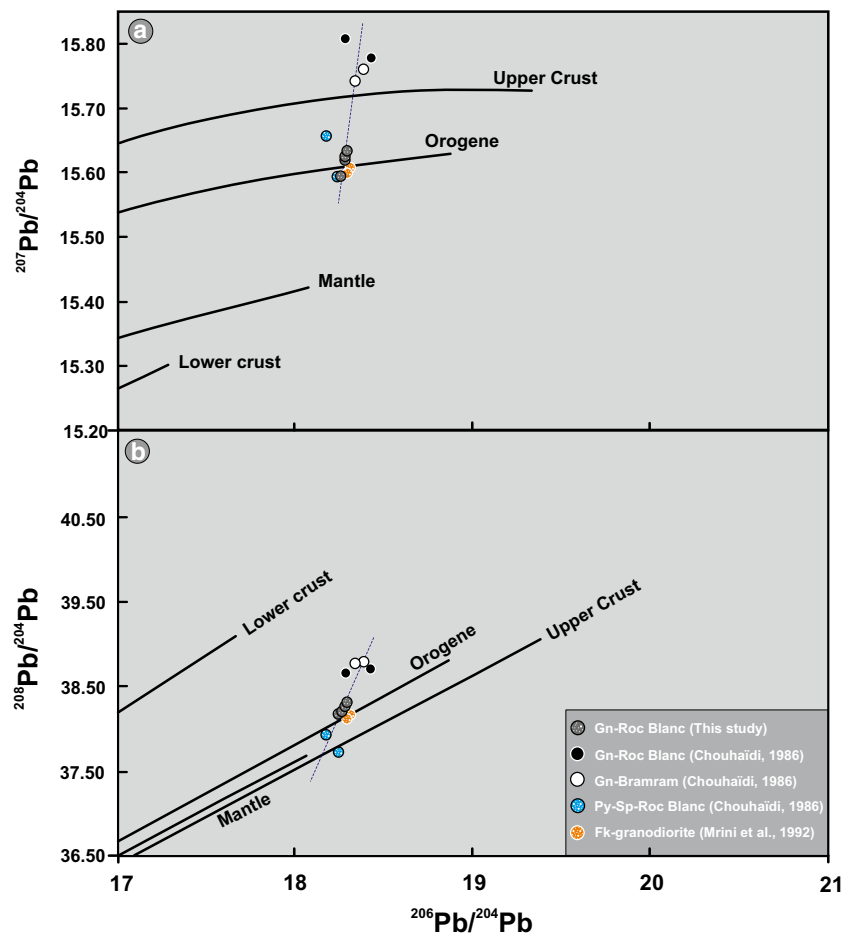 a
15.80
15.70
15.60
15.50
15.40
15.30
15.20
²⁰⁷Pb/²⁰⁴Pb
Upper Crust
Orogene
Mantle
Lower crust
b
40.50
39.50
38.50
37.50
36.50
²⁰⁸Pb/²⁰⁴Pb
Lower crust
Orogene
Upper Crust
Mantle
Gn-Roc Blanc (This study)
Gn-Roc Blanc (Chouhaïdi, 1986)
Gn-Bramram (Chouhaïdi, 1986)
Py-Sp-Roc Blanc (Chouhaïdi, 1986)
Fk-granodiorite (Mrini et al., 1992)
17 18 19 20 21
²⁰⁶Pb/²⁰⁴Pb